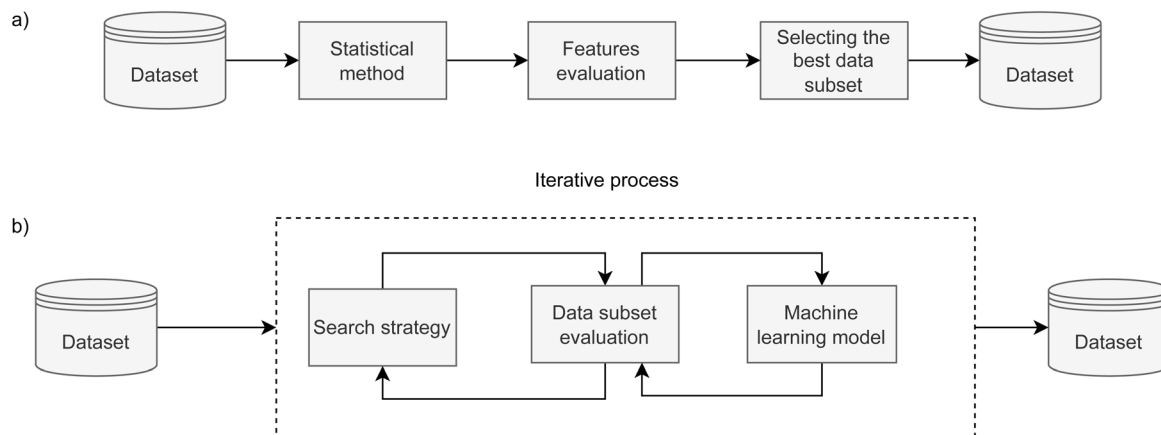 a)
Dataset
Statistical
method
Features
evaluation
Selecting the
best data
subset
Dataset
Iterative process
b)
Dataset
Search strategy
Data subset
evaluation
Machine
learning model
Dataset